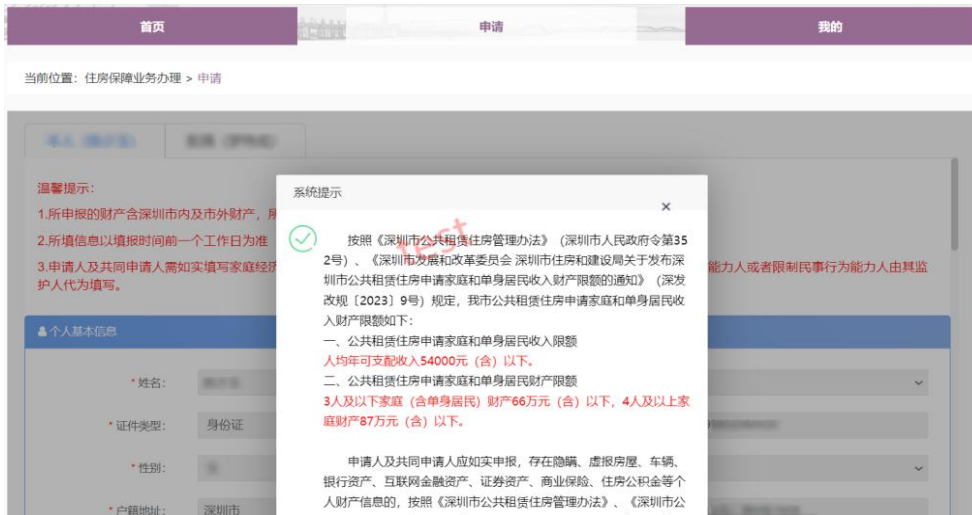 首页 申请 我的
当前位置：住房保障业务办理 > 申请
温馨提示：
1.所申报的财产含深圳市内及市外财产，
2.所填信息以填报时间前一个工作日为准
3.申请人及共同申请人需如实填写家庭经济
能力人或者限制民事行为能力人由其监
护人代为填写。
个人基本信息
*姓名：
*证件类型： 身份证
*性别：
*户籍地址： 深圳市
系统提示
×
test
按照《深圳市公共租赁住房管理办法》（深圳市人民政府令第35
2号）、《深圳市发展和改革委员会 深圳市住房和建设局关于发布深
圳市公共租赁住房申请家庭和单身居民收入财产限额的通知》（深发
改规〔2023〕9号）规定，我市公共租赁住房申请家庭和单身居民收
入财产限额如下：
一、公共租赁住房申请家庭和单身居民收入限额
人均年可支配收入54000元（含）以下。
二、公共租赁住房申请家庭和单身居民财产限额
3人及以下家庭（含单身居民）财产66万元（含）以下，4人及以上家
庭财产87万元（含）以下。
申请人及共同申请人应如实申报，存在隐瞒、虚报房屋、车辆、
银行资产、互联网金融资产、证券资产、商业保险、住房公积金等个
人财产信息的，按照《深圳市公共租赁住房管理办法》、《深圳市公